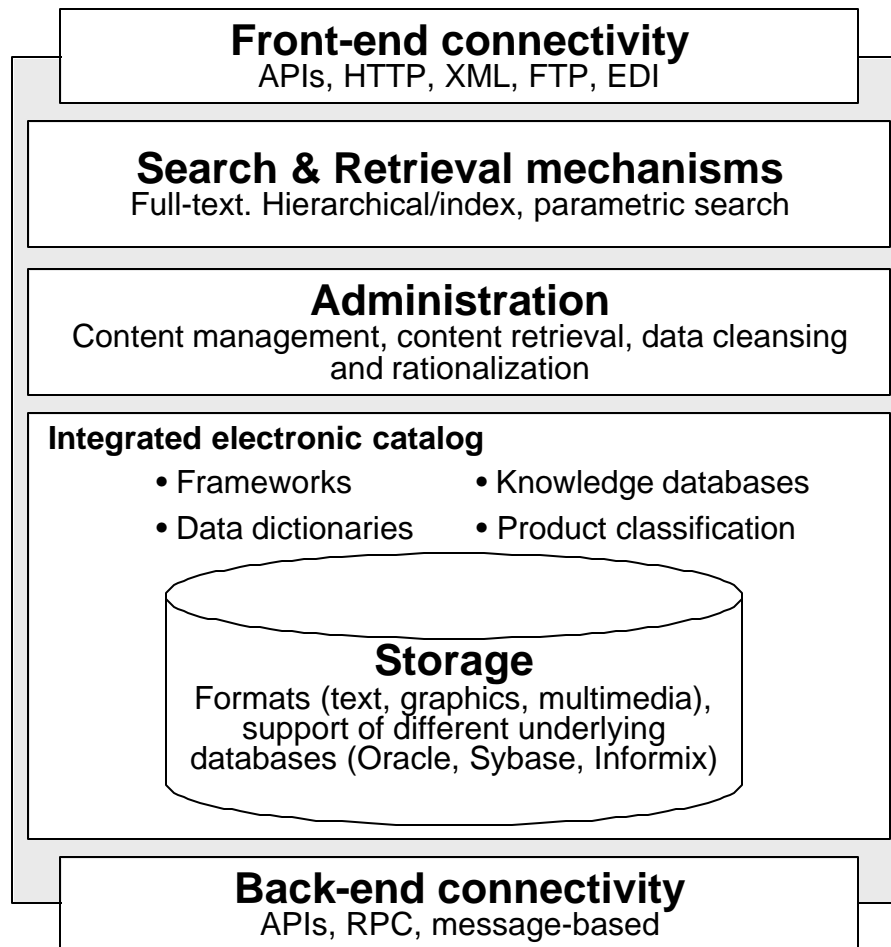 Front-end connectivity
APIs, HTTP, XML, FTP, EDI
Search & Retrieval mechanisms
Full-text. Hierarchical/index, parametric search
Administration
Content management, content retrieval, data cleansing
and rationalization
Integrated electronic catalog
• Frameworks
• Knowledge databases
• Data dictionaries
• Product classification
Storage
Formats (text, graphics, multimedia),
support of different underlying
databases (Oracle, Sybase, Informix)
Back-end connectivity
APIs, RPC, message-based